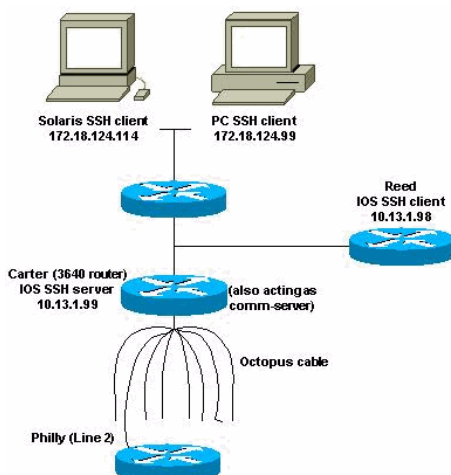 Solaris SSH client
172.18.124.114
PC SSH client
172.18.124.99
Reed
IOS SSH client
10.13.1.98
Carter (3640 router)
IOS SSH server
10.13.1.99
(also acting as
comm-server)
Octopus cable
Philly (Line 2)